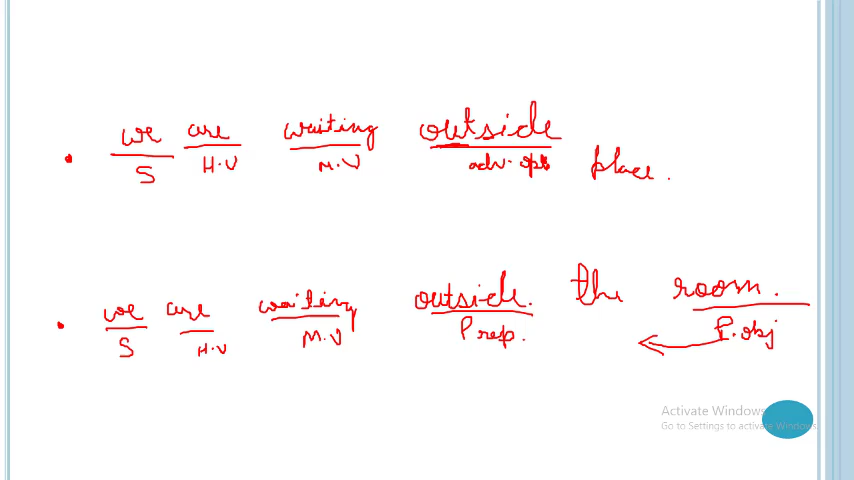 we are waiting outside
S H.V M.V adv. place.
we are waiting outside. the room.
S H.V M.V Prep. P.obj
Activate Windows
Go to Settings to activate Windows.